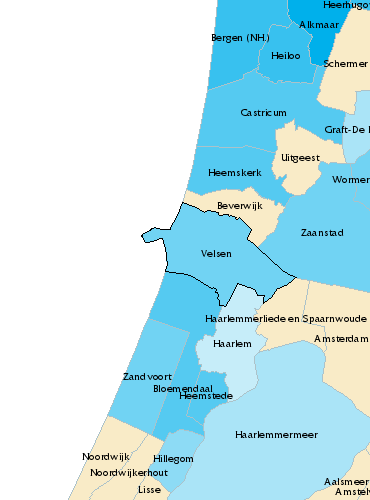 Heerhugo
Alkmaar
Bergen (NH.)
Heiloo
Schermer
Castricum
Graft-De
Uitgeest
Heemskerk
Wormer
Beverwijk
Zaanstad
Velsen
Haarlemmerliede en Spaarnwoude
Amsterdam
Haarlem
Zandvoort
Bloemendaal
Heemstede
Haarlemmermeer
Noordwijk
Hillegom
Noordwijkerhout
Lisse
Aalsmeer
Amstel